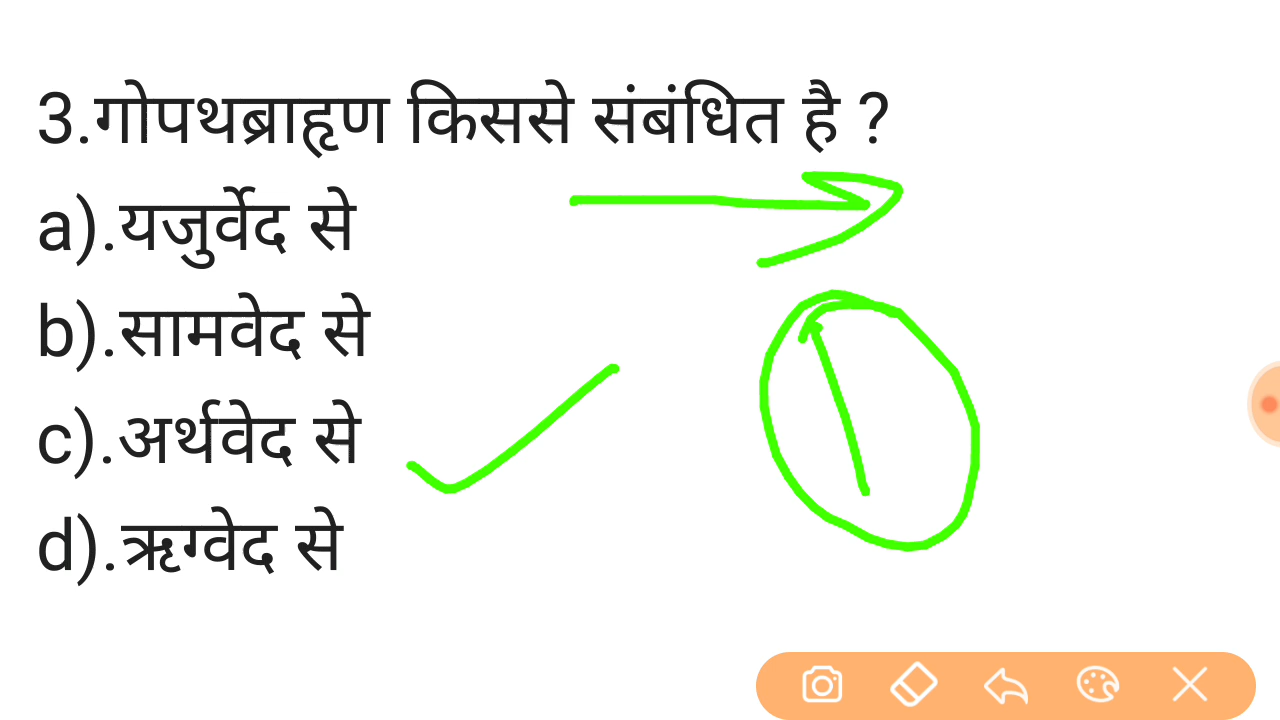 3.गोपथब्राहृण किससे संबंधित है ?
a).यजुर्वेद से
b).सामवेद से
c).अर्थवेद से
d).ऋग्वेद से